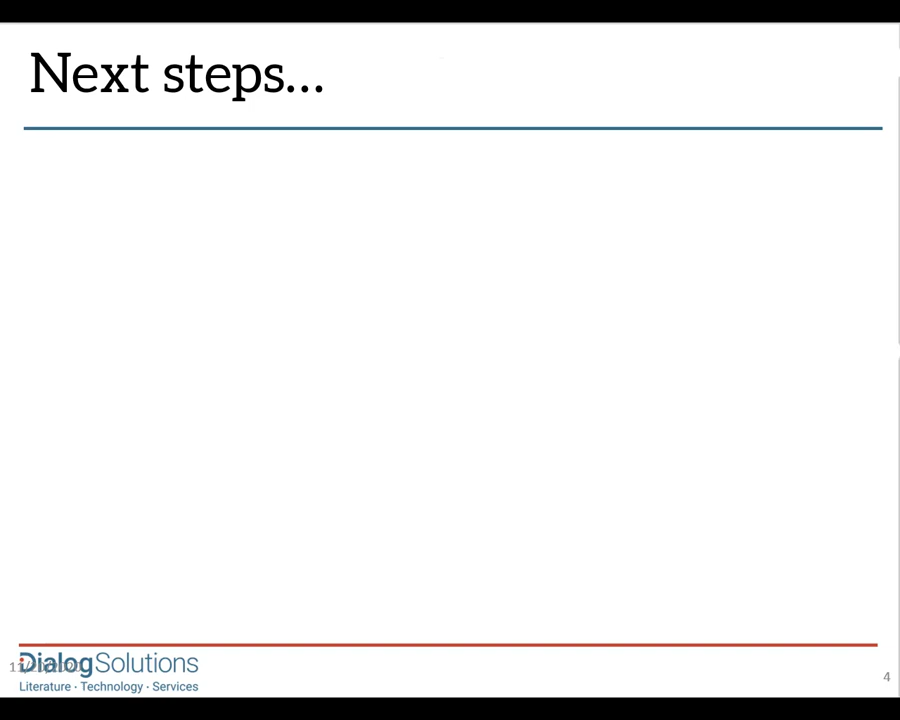 Next steps...
DialogSolutions
Literature · Technology · Services
4